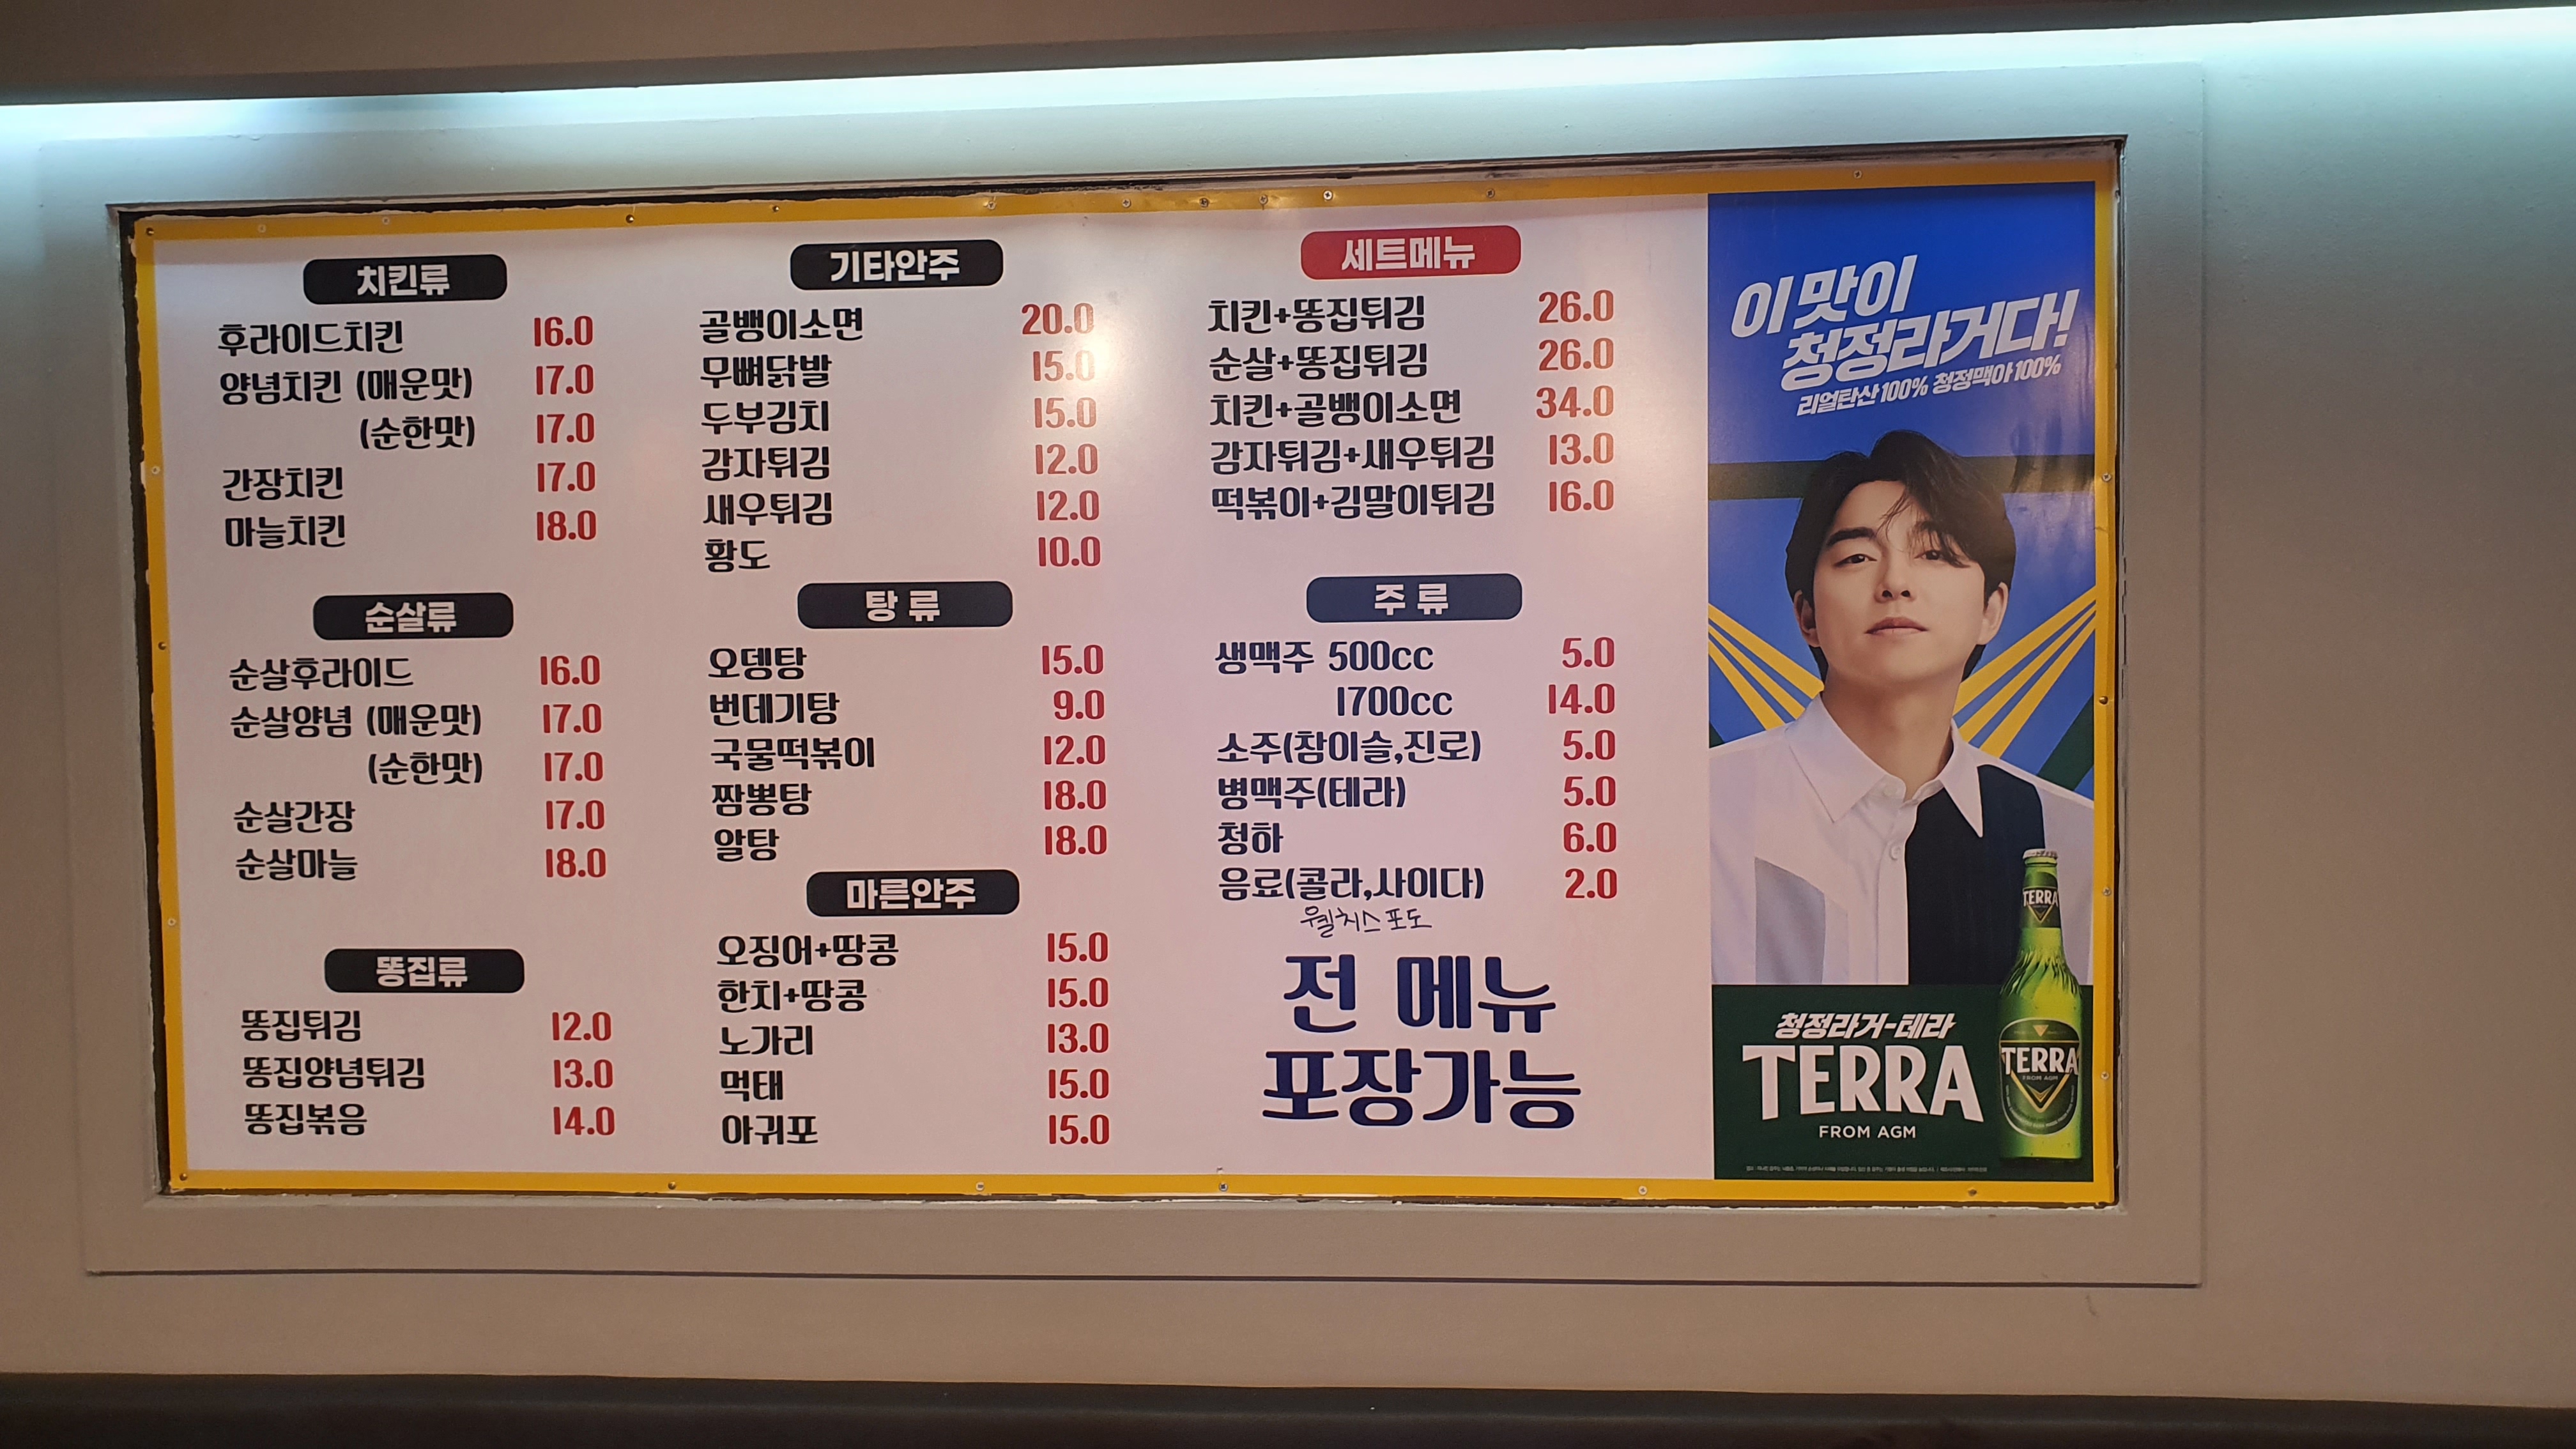 치킨류
후라이드치킨 16.0
양념치킨 (매운맛) 17.0
(순한맛) 17.0
간장치킨 17.0
마늘치킨 18.0
순살류
순살후라이드 16.0
순살양념 (매운맛) 17.0
(순한맛) 17.0
순살간장 17.0
순살마늘 18.0
똥집류
똥집튀김 12.0
똥집양념튀김 13.0
똥집볶음 14.0
기타안주
골뱅이소면 20.0
무뼈닭발 15.0
두부김치 15.0
감자튀김 12.0
새우튀김 12.0
황도 10.0
탕 류
오뎅탕 15.0
번데기탕 9.0
국물떡볶이 12.0
짬뽕탕 18.0
알탕 18.0
마른안주
오징어+땅콩 15.0
한치+땅콩 15.0
노가리 13.0
먹태 15.0
아귀포 15.0
세트메뉴
치킨+똥집튀김 26.0
순살+똥집튀김 26.0
치킨+골뱅이소면 34.0
감자튀김+새우튀김 13.0
떡볶이+김말이튀김 16.0
주 류
생맥주 500cc 5.0
1700cc 14.0
소주(참이슬,진로) 5.0
병맥주(테라) 5.0
청하 6.0
음료(콜라,사이다) 2.0
웰치스 포도
전 메뉴
포장가능
이 맛이
청정라거다!
리얼탄산 100% 청정맥아 100%
청정라거-테라
TERRA
FROM AGM
TERRA
TERRA
FROM AGM